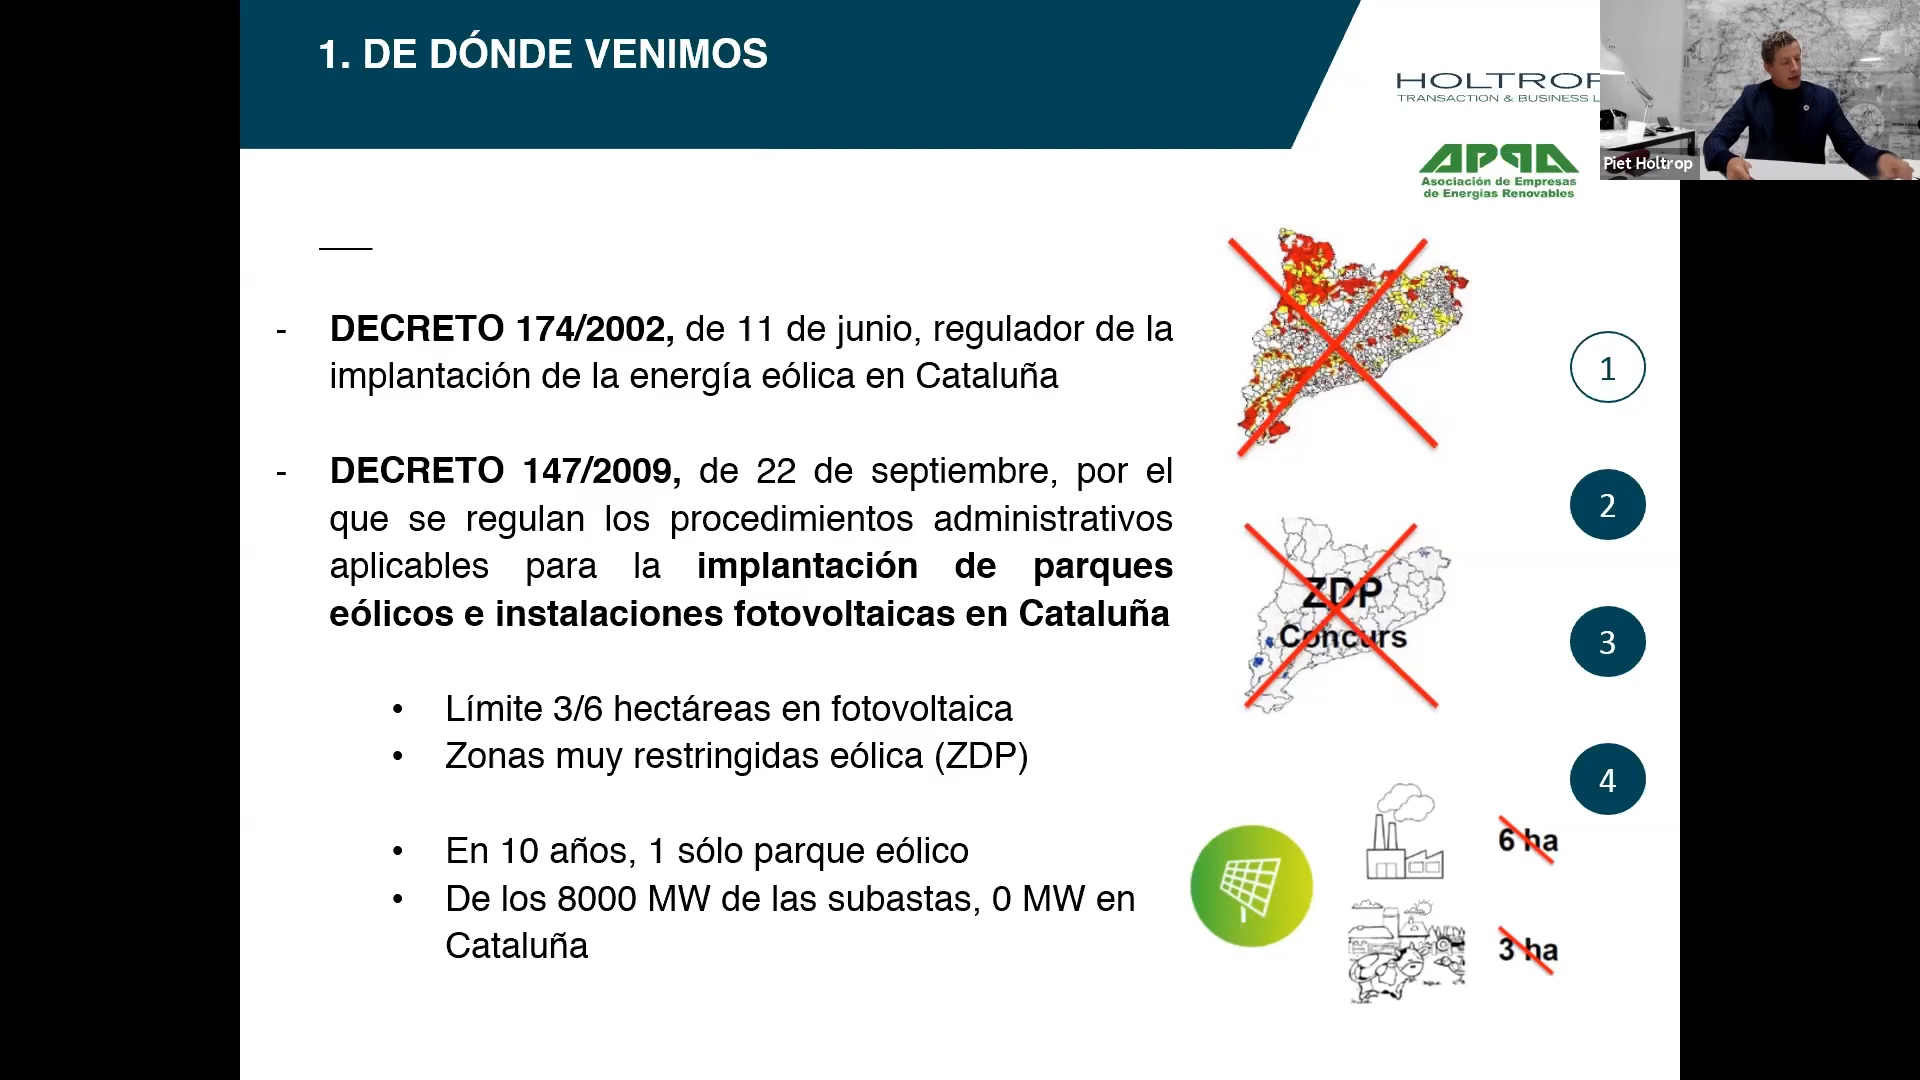 1. DE DÓNDE VENIMOS
HOLTROP
TRANSACTION & BUSINESS L
APPA
Asociación de Empresas
de Energías Renovables
Piet Holtrop
- DECRETO 174/2002, de 11 de junio, regulador de la
implantación de la energía eólica en Cataluña
- DECRETO 147/2009, de 22 de septiembre, por el
que se regulan los procedimientos administrativos
aplicables para la implantación de parques
eólicos e instalaciones fotovoltaicas en Cataluña
• Límite 3/6 hectáreas en fotovoltaica
• Zonas muy restringidas eólica (ZDP)
• En 10 años, 1 sólo parque eólico
• De los 8000 MW de las subastas, 0 MW en
Cataluña
ZDP
Concurs
6 ha
3 ha
1
2
3
4